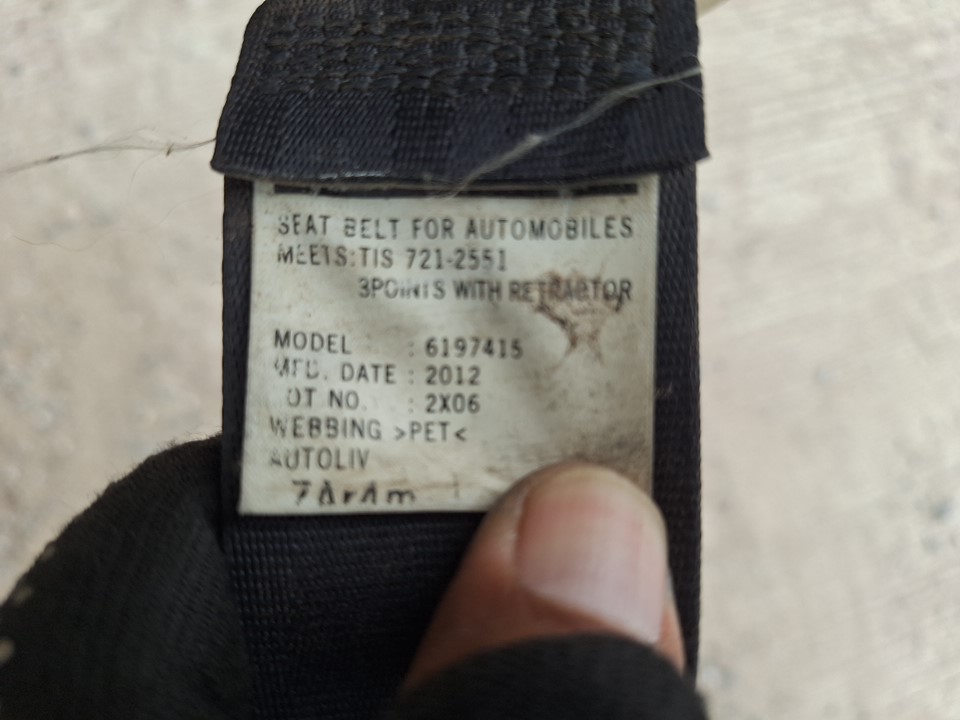 SEAT BELT FOR AUTOMOBILES
MEETS:TIS 721-2551
3POINTS WITH RETRACTOR
MODEL : 6197415
MFD. DATE : 2012
LOT NO. : 2X06
WEBBING >PET<
AUTOLIV